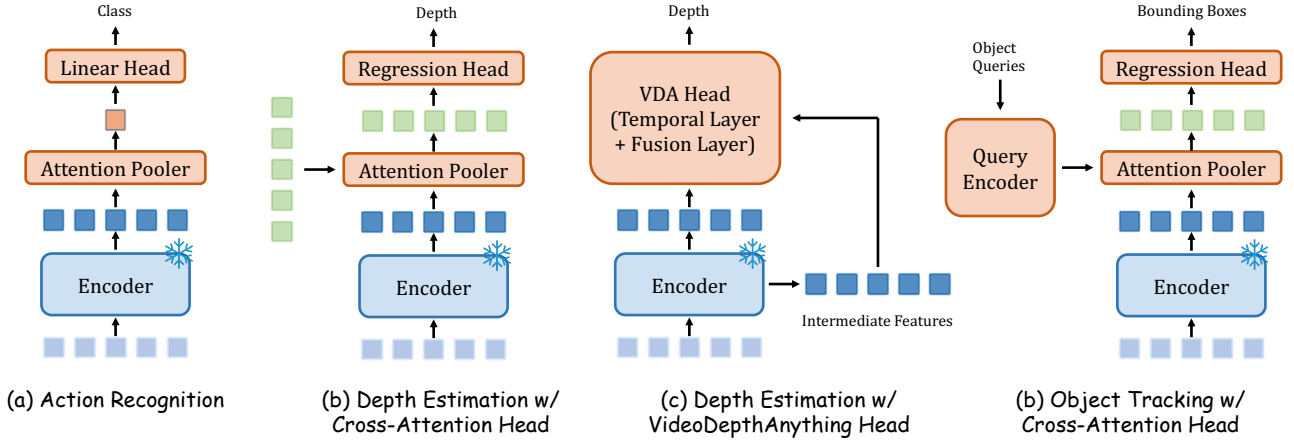 Class
Linear Head
Attention Pooler
Encoder
(a) Action Recognition
Depth
Regression Head
Attention Pooler
Encoder
(b) Depth Estimation w/
Cross-Attention Head
Depth
VDA Head
(Temporal Layer
+ Fusion Layer)
Encoder
Intermediate Features
(c) Depth Estimation w/
VideoDepthAnything Head
Object
Queries
Query
Encoder
Bounding Boxes
Regression Head
Attention Pooler
Encoder
(b) Object Tracking w/
Cross-Attention Head